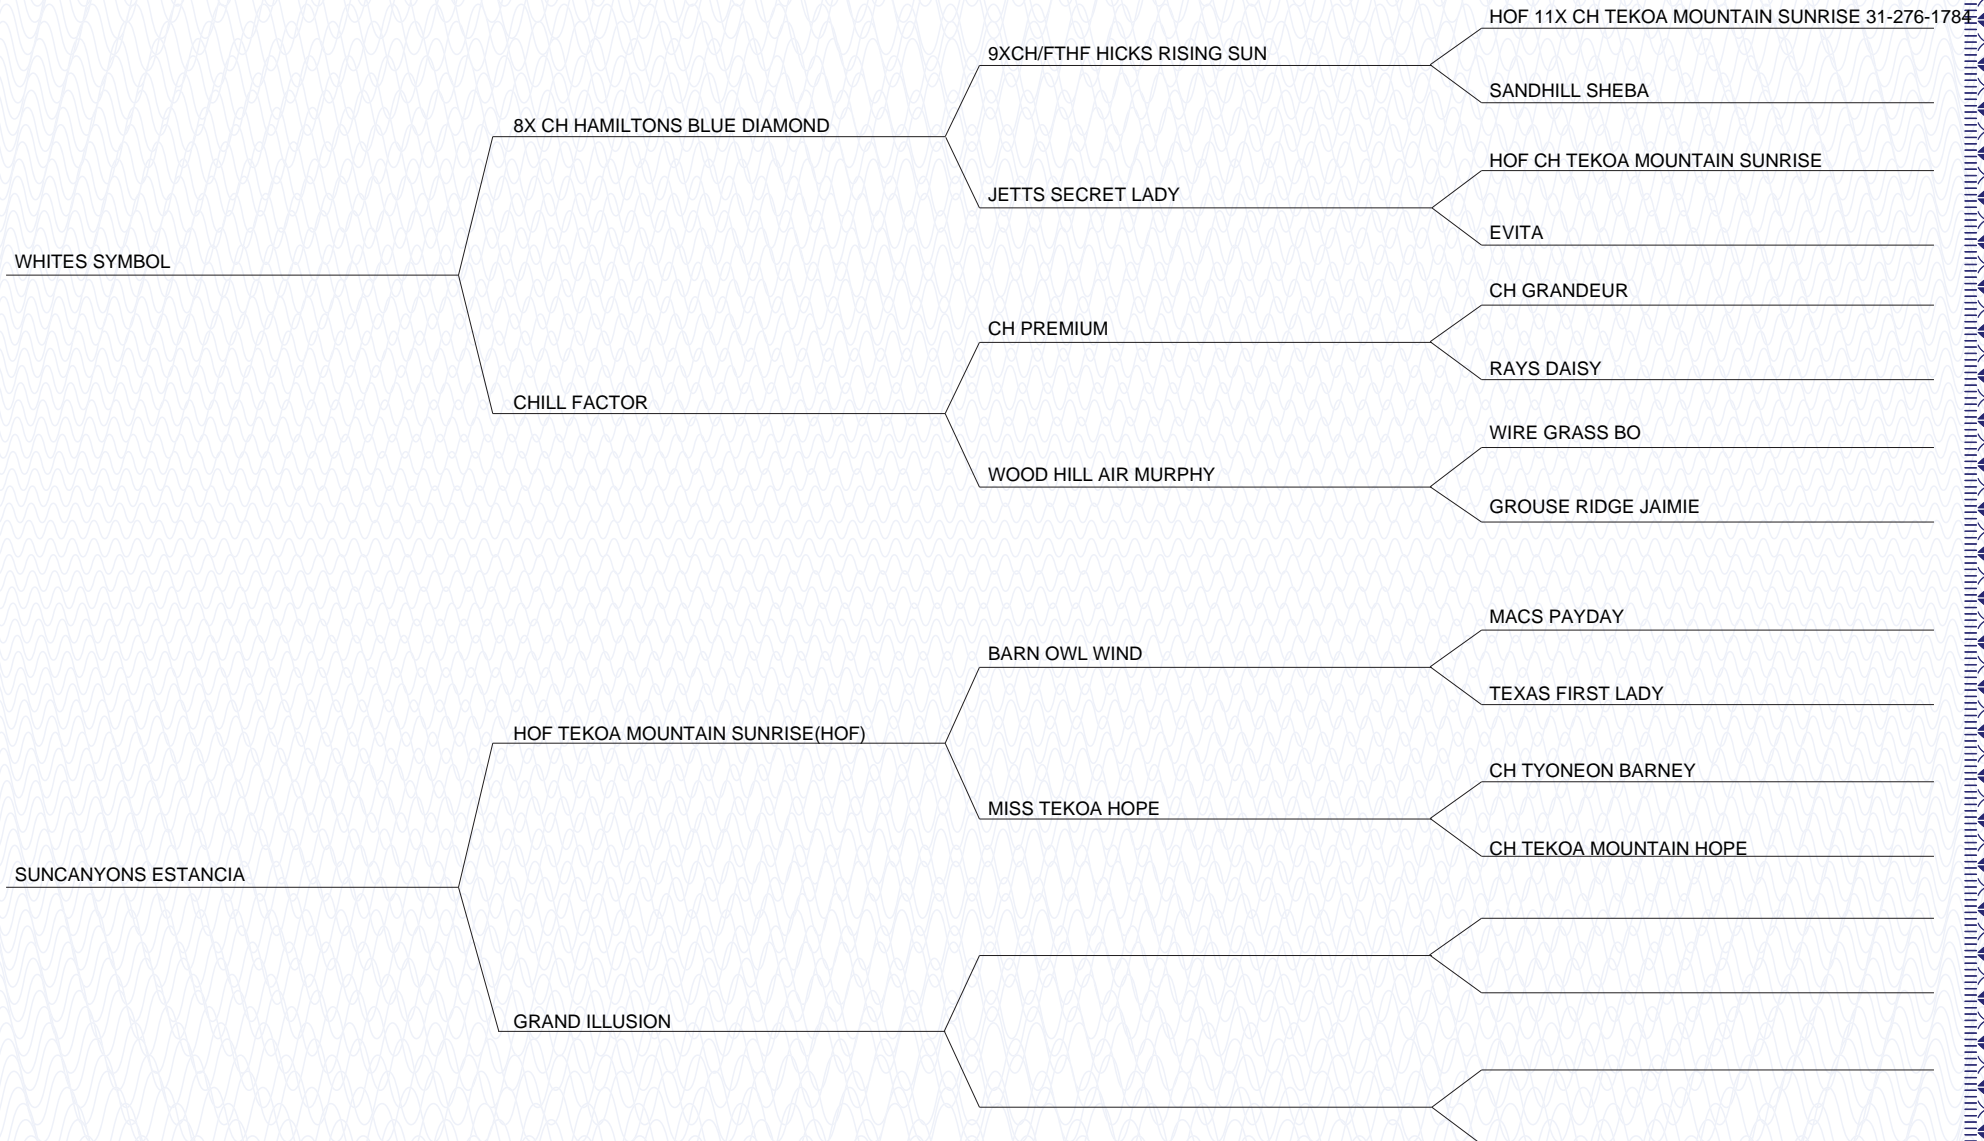 HOF 11X CH TEKOA MOUNTAIN SUNRISE 31-276-1784
9XCH/FTHF HICKS RISING SUN
SANDHILL SHEBA
8X CH HAMILTONS BLUE DIAMOND
HOF CH TEKOA MOUNTAIN SUNRISE
JETTS SECRET LADY
EVITA
WHITES SYMBOL
CH GRANDEUR
CH PREMIUM
RAYS DAISY
CHILL FACTOR
WIRE GRASS BO
WOOD HILL AIR MURPHY
GROUSE RIDGE JAIMIE
MACS PAYDAY
BARN OWL WIND
TEXAS FIRST LADY
HOF TEKOA MOUNTAIN SUNRISE(HOF)
CH TYONEON BARNEY
MISS TEKOA HOPE
CH TEKOA MOUNTAIN HOPE
SUNCANYONS ESTANCIA
GRAND ILLUSION